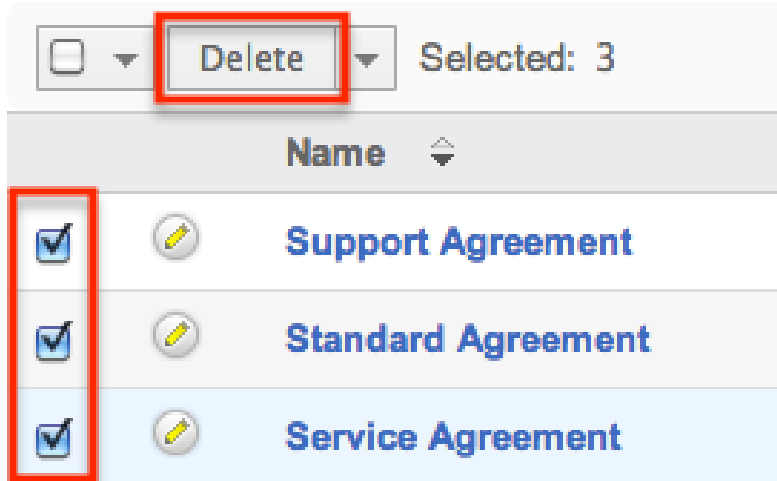 Delete Selected: 3
Name
Support Agreement
Standard Agreement
Service Agreement